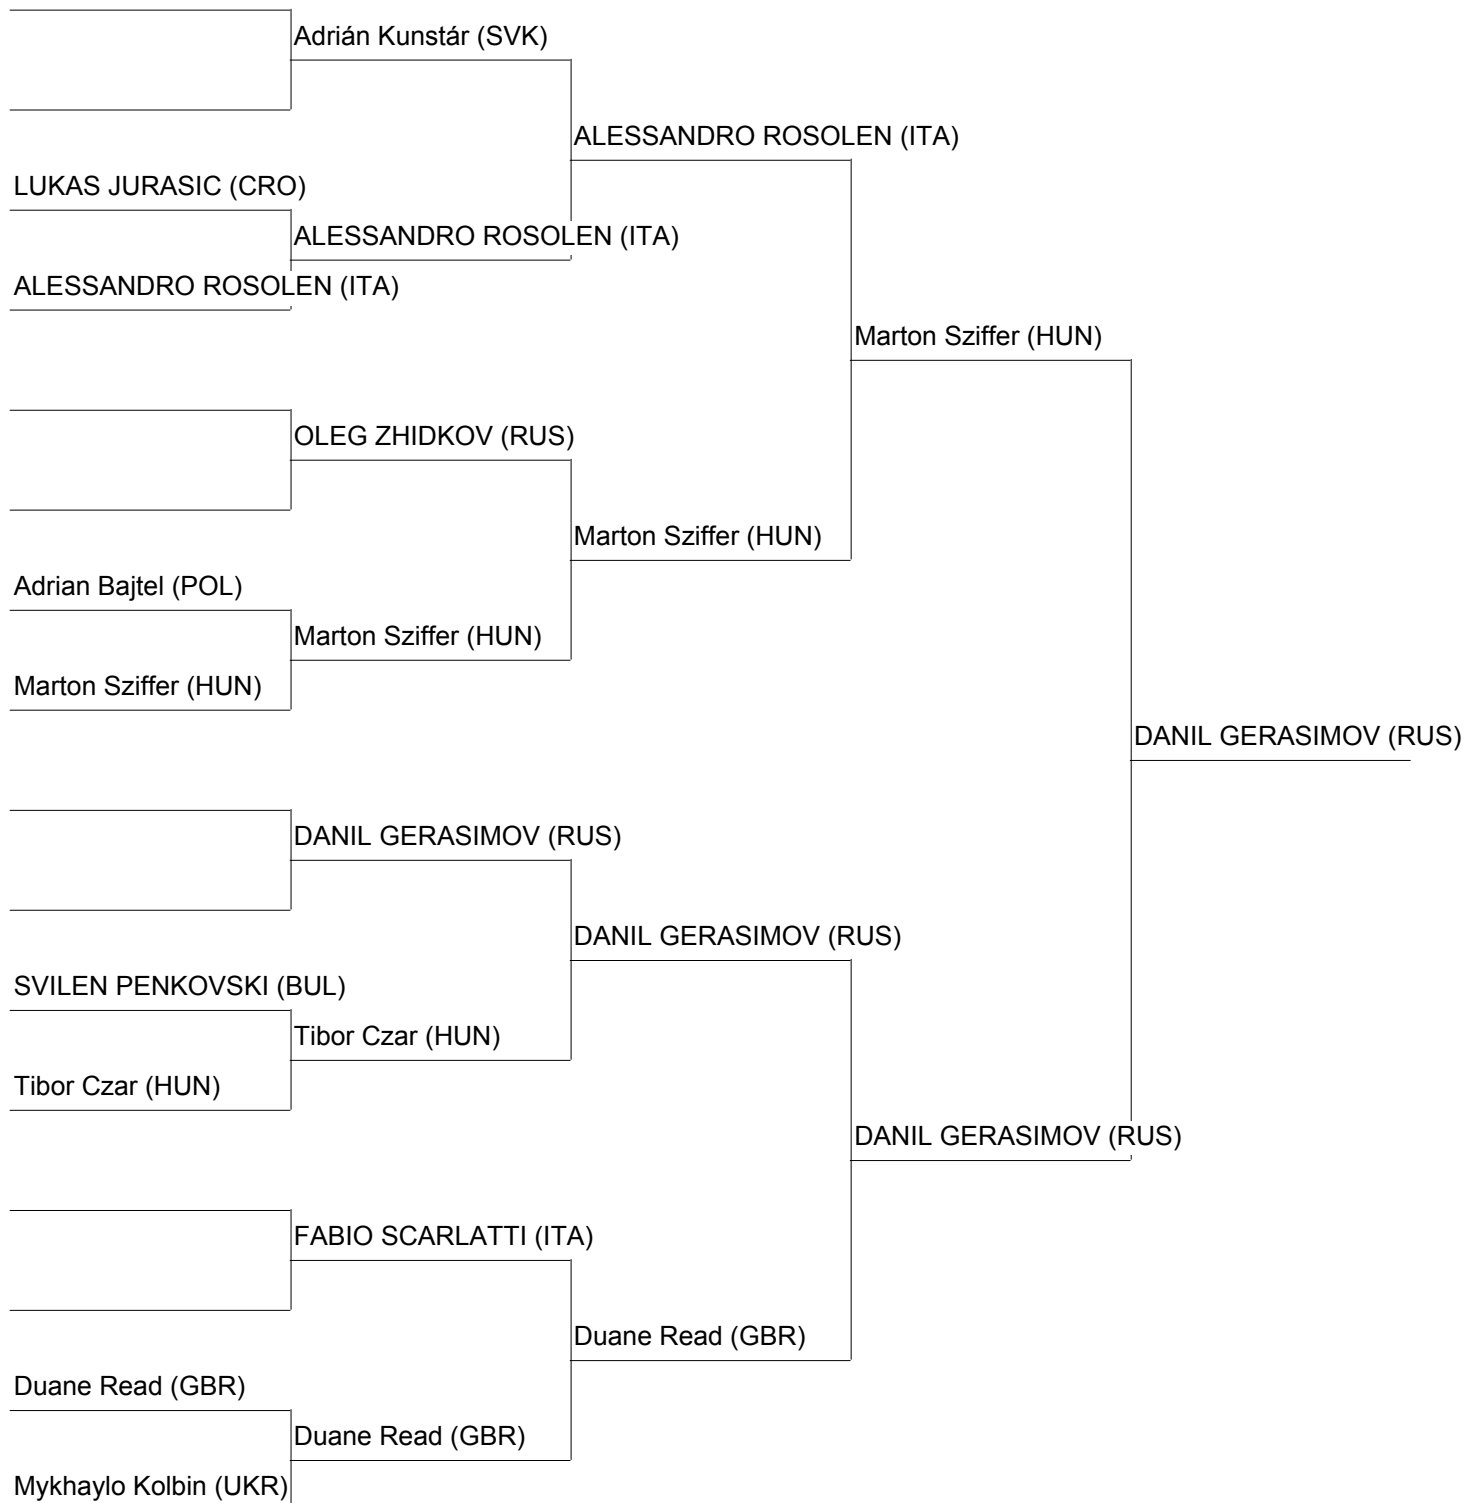 Adrián Kunstár (SVK)
ALESSANDRO ROSOLEN (ITA)
LUKAS JURASIC (CRO)
ALESSANDRO ROSOLEN (ITA)
ALESSANDRO ROSOLEN (ITA)
Marton Sziffer (HUN)
OLEG ZHIDKOV (RUS)
Marton Sziffer (HUN)
Adrian Bajtel (POL)
Marton Sziffer (HUN)
Marton Sziffer (HUN)
DANIL GERASIMOV (RUS)
DANIL GERASIMOV (RUS)
DANIL GERASIMOV (RUS)
SVILEN PENKOVSKI (BUL)
Tibor Czar (HUN)
Tibor Czar (HUN)
DANIL GERASIMOV (RUS)
FABIO SCARLATTI (ITA)
Duane Read (GBR)
Duane Read (GBR)
Duane Read (GBR)
Mykhaylo Kolbin (UKR)